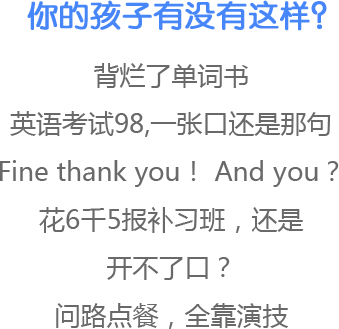 你的孩子有没有这样?
背烂了单词书
英语考试98,一张口还是那句
Fine thank you！ And you？
花6千5报补习班，还是
开不了口？
问路点餐，全靠演技